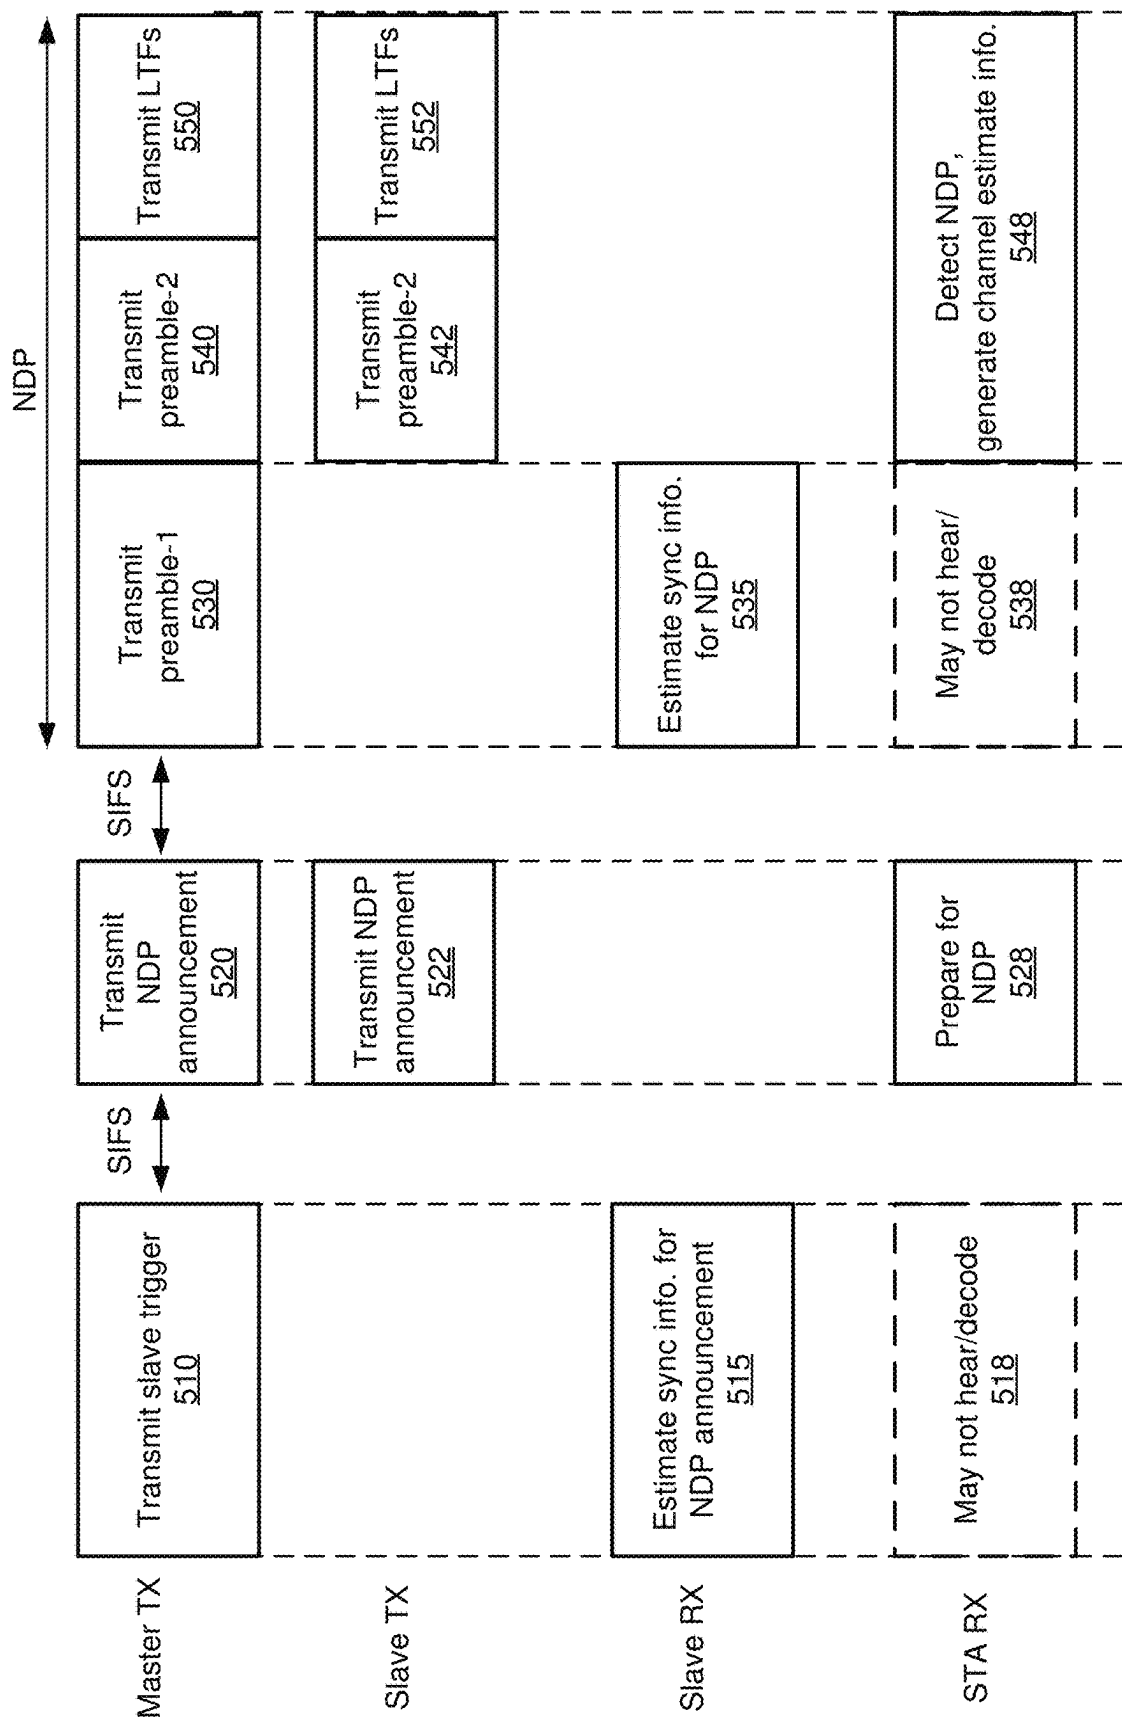 NDP
SIFS
SIFS
Master TX
Transmit slave trigger
510
Transmit
NDP
announcement
520
Transmit
preamble-1
530
Transmit
preamble-2
540
Transmit LTFs
550
Slave TX
Transmit NDP
announcement
522
Transmit
preamble-2
542
Transmit LTFs
552
Slave RX
Estimate sync info. for
NDP announcement
515
Estimate sync info.
for NDP
535
STA RX
May not hear/decode
518
Prepare for
NDP
528
May not hear/
decode
538
Detect NDP,
generate channel estimate info.
548